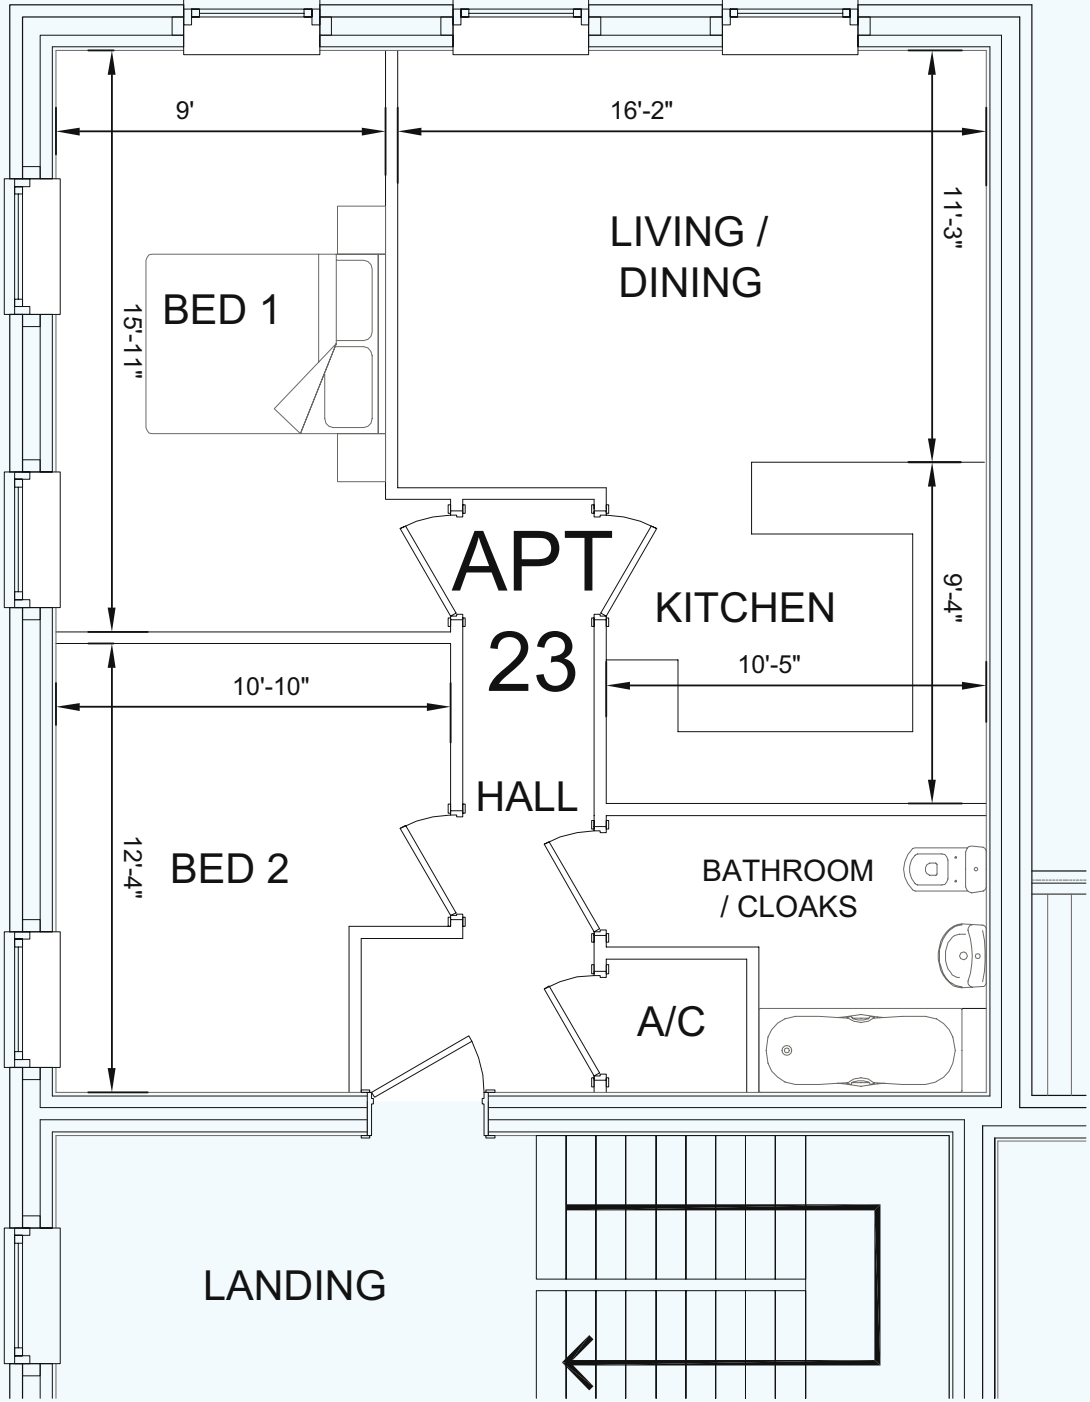 9'
16'-2"
11'-3"
LIVING /
DINING
15'-11"
BED 1
APT
23
KITCHEN
9'-4"
10'-5"
10'-10"
HALL
12'-4"
BED 2
BATHROOM
/ CLOAKS
A/C
LANDING